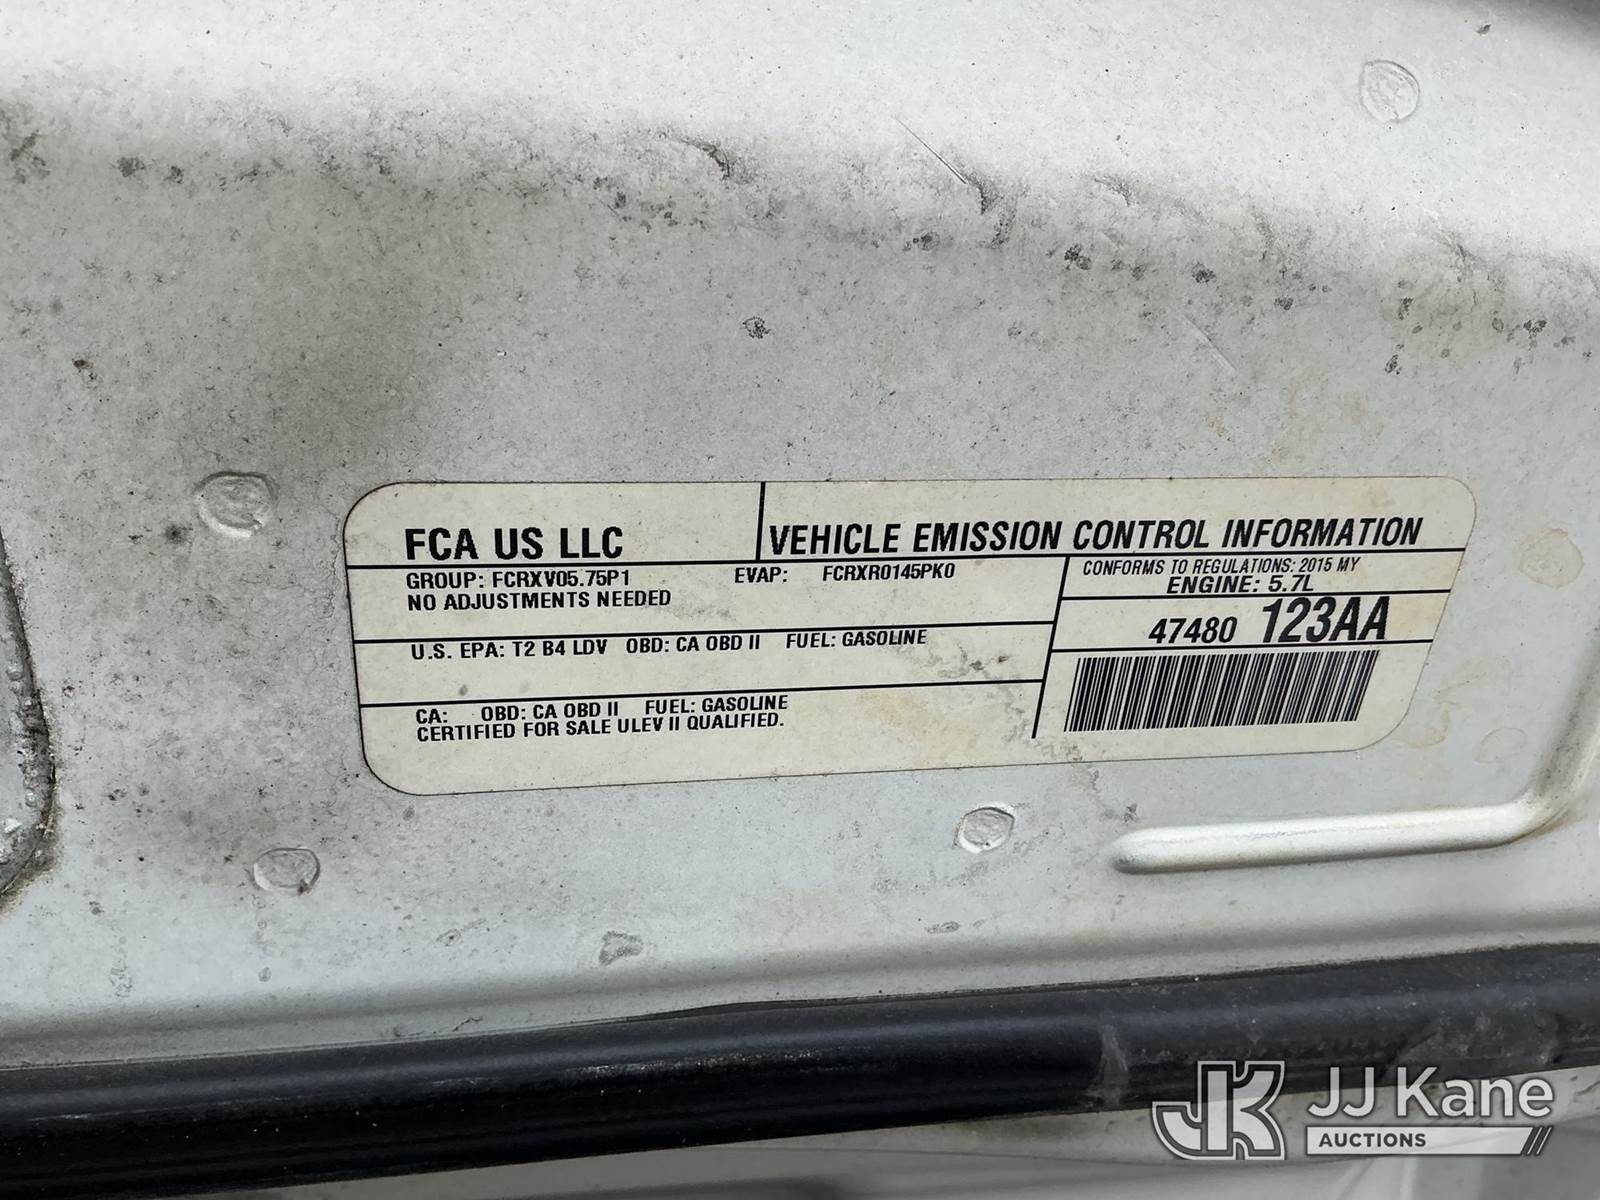 FCA US LLC
VEHICLE EMISSION CONTROL INFORMATION
GROUP: FCRXV05.75P1 EVAP: FCRXR0145PK0
NO ADJUSTMENTS NEEDED
CONFORMS TO REGULATIONS: 2015 MY
ENGINE: 5.7L
47480 123AA
U.S. EPA: T2 B4 LDV OBD: CA OBD II FUEL: GASOLINE
CA: OBD: CA OBD II FUEL: GASOLINE
CERTIFIED FOR SALE ULEV II QUALIFIED.
JK JJ Kane
AUCTIONS